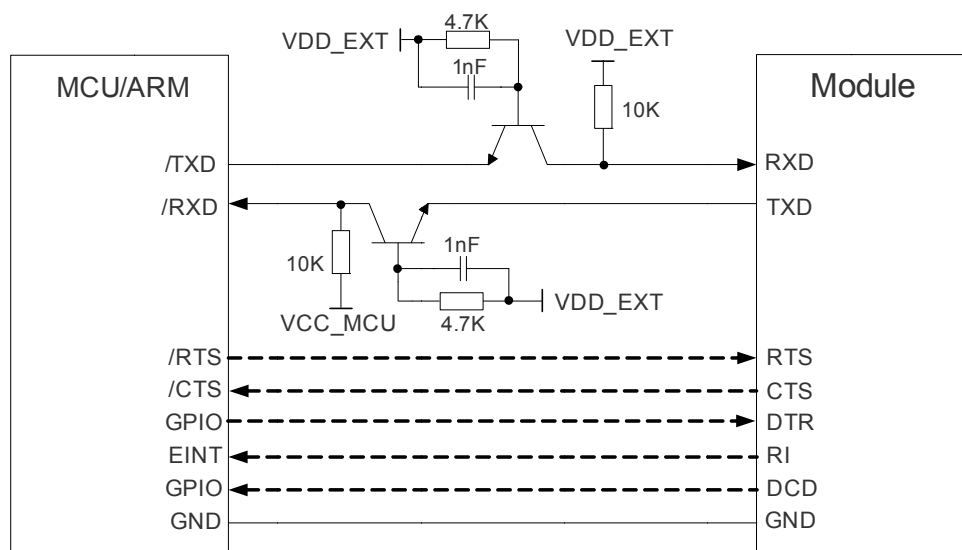 4.7K
VDD_EXT
VDD_EXT
1nF
MCU/ARM
Module
10K
/TXD
RXD
/RXD
TXD
1nF
10K
VDD_EXT
VCC_MCU
4.7K
/RTS
RTS
/CTS
CTS
GPIO
DTR
EINT
RI
GPIO
DCD
GND
GND